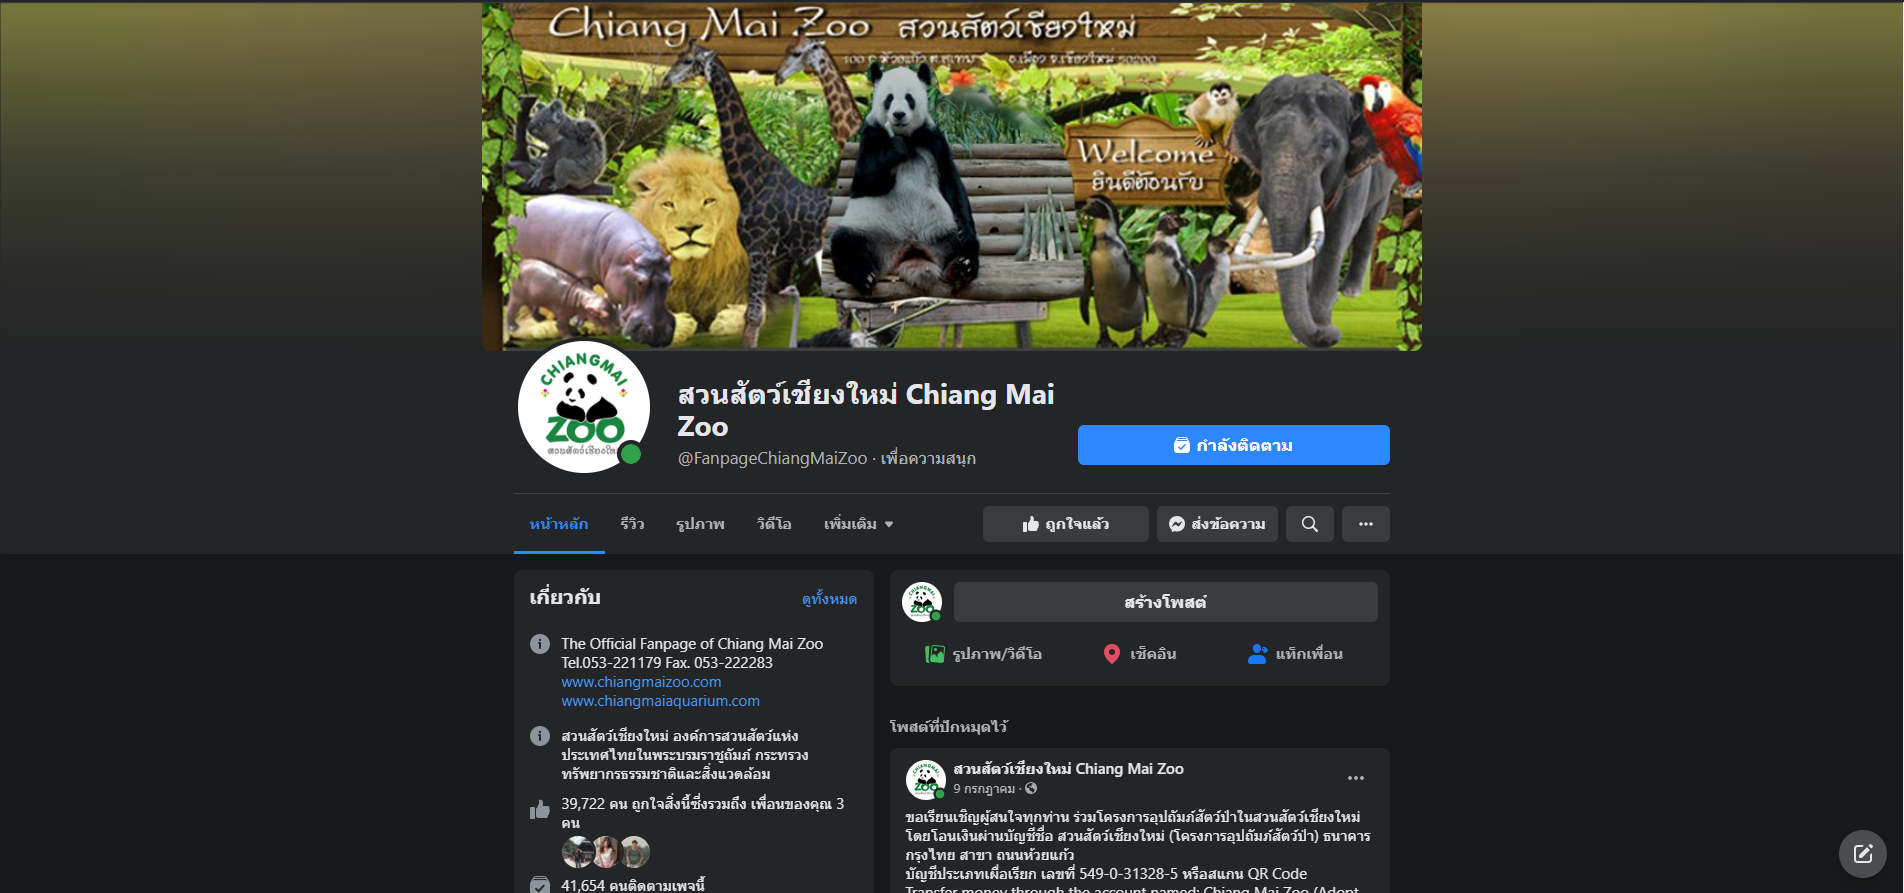 Chiang Mai Zoo สวนสัตว์เชียงใหม่
100 ถ.ห้วยแก้ว ต.สุเทพ อ.เมือง จ.เชียงใหม่ 50200
Welcome
ยินดีต้อนรับ
CHIANGMAI
ZOO
สวนสัตว์เชียงใหม่ Chiang Mai
Zoo
@FanpageChiangMaiZoo · เพื่อความสนุก
กำลังติดตาม
หน้าหลัก รีวิว รูปภาพ วิดีโอ เพิ่มเติม
ถูกใจแล้ว ส่งข้อความ
เกี่ยวกับ ดูทั้งหมด
The Official Fanpage of Chiang Mai Zoo
Tel.053-221179 Fax. 053-222283
www.chiangmaizoo.com
www.chiangmaiaquarium.com
สวนสัตว์เชียงใหม่ องค์การสวนสัตว์แห่ง
ประเทศไทยในพระบรมราชูถัมภ์ กระทรวง
ทรัพยากรธรรมชาติและสิ่งแวดล้อม
39,722 คน ถูกใจสิ่งนี้ซึ่งรวมถึง เพื่อนของคุณ 3
คน
41,654 คนติดตามเพจนี้
สร้างโพสต์
รูปภาพ/วิดีโอ เช็คอิน แท็กเพื่อน
โพสต์ที่ปักหมุดไว้
สวนสัตว์เชียงใหม่ Chiang Mai Zoo
9 กรกฎาคม ·
ขอเรียนเชิญผู้สนใจทุกท่าน ร่วมโครงการอุปถัมภ์สัตว์ป่าในสวนสัตว์เชียงใหม่
โดยโอนเงินผ่านบัญชีชื่อ สวนสัตว์เชียงใหม่ (โครงการอุปถัมภ์สัตว์ป่า) ธนาคาร
กรุงไทย สาขา ถนนห้วยแก้ว
บัญชีประเภทเผื่อเรียก เลขที่ 549-0-31328-5 หรือสแกน QR Code
Transfer money through the account named: Chiang Mai Zoo (Adopt